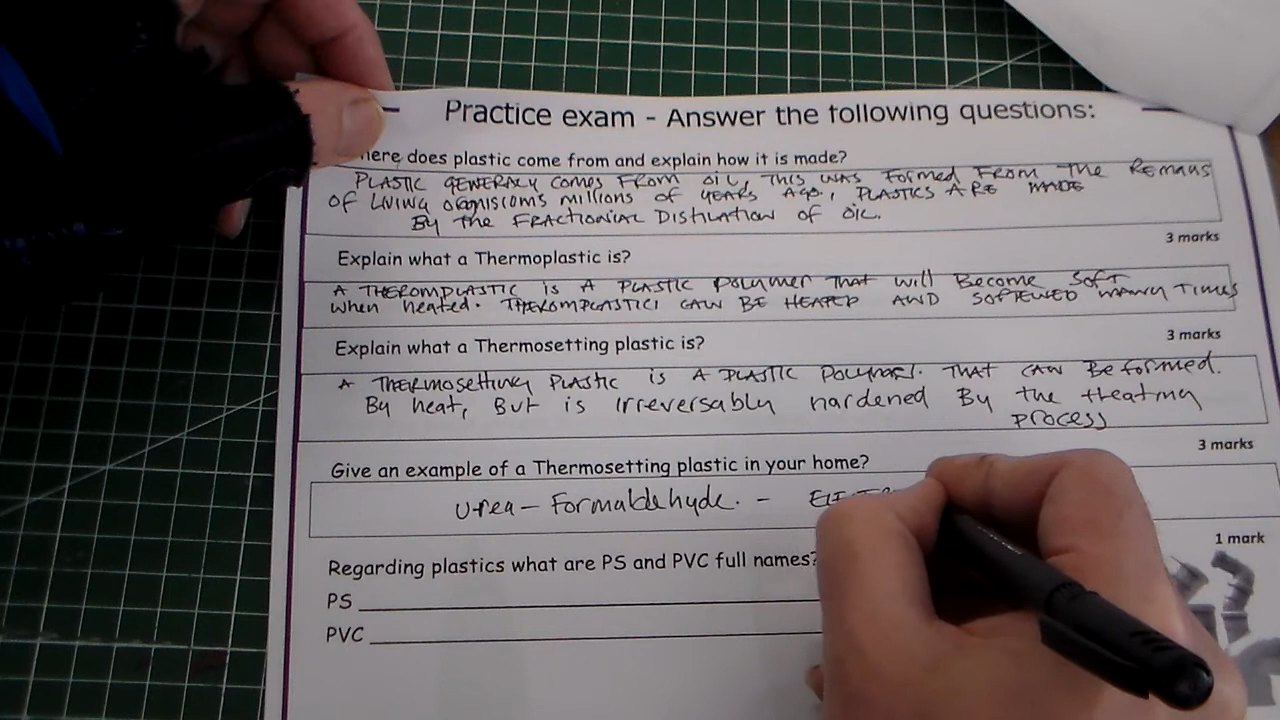 Practice exam - Answer the following questions:
here does plastic come from and explain how it is made?
PLASTIC GENERALY COMES FROM OIL, THIS WAS FORMED FROM THE REMANS
OF LIVING ORGNISCIOMS MILLIONS OF YEARS AGO, PLASTICS ARE MADE
BY THE FRACTIONIAL DISTILATION OF OIL.
3 marks
Explain what a Thermoplastic is?
A THEROMPLASTIC IS A PLASTIC POLYMER THAT WILL BECOME SOFT
WHEN HEATED. THEROMPLASTICI CAN BE HEATED AND SOFTENED MANY TIMES
3 marks
Explain what a Thermosetting plastic is?
A THERMOSETTING PLASTIC IS A PLASTIC THAT CAN BE FORMED.
BY HEAT, BUT IS IRREVERSABLY HARDENED BY THE HEATING
PROCESS
3 marks
Give an example of a Thermosetting plastic in your home?
Urea - Formaldehyde. -
1 mark
Regarding plastics what are PS and PVC full names?
PS
PVC